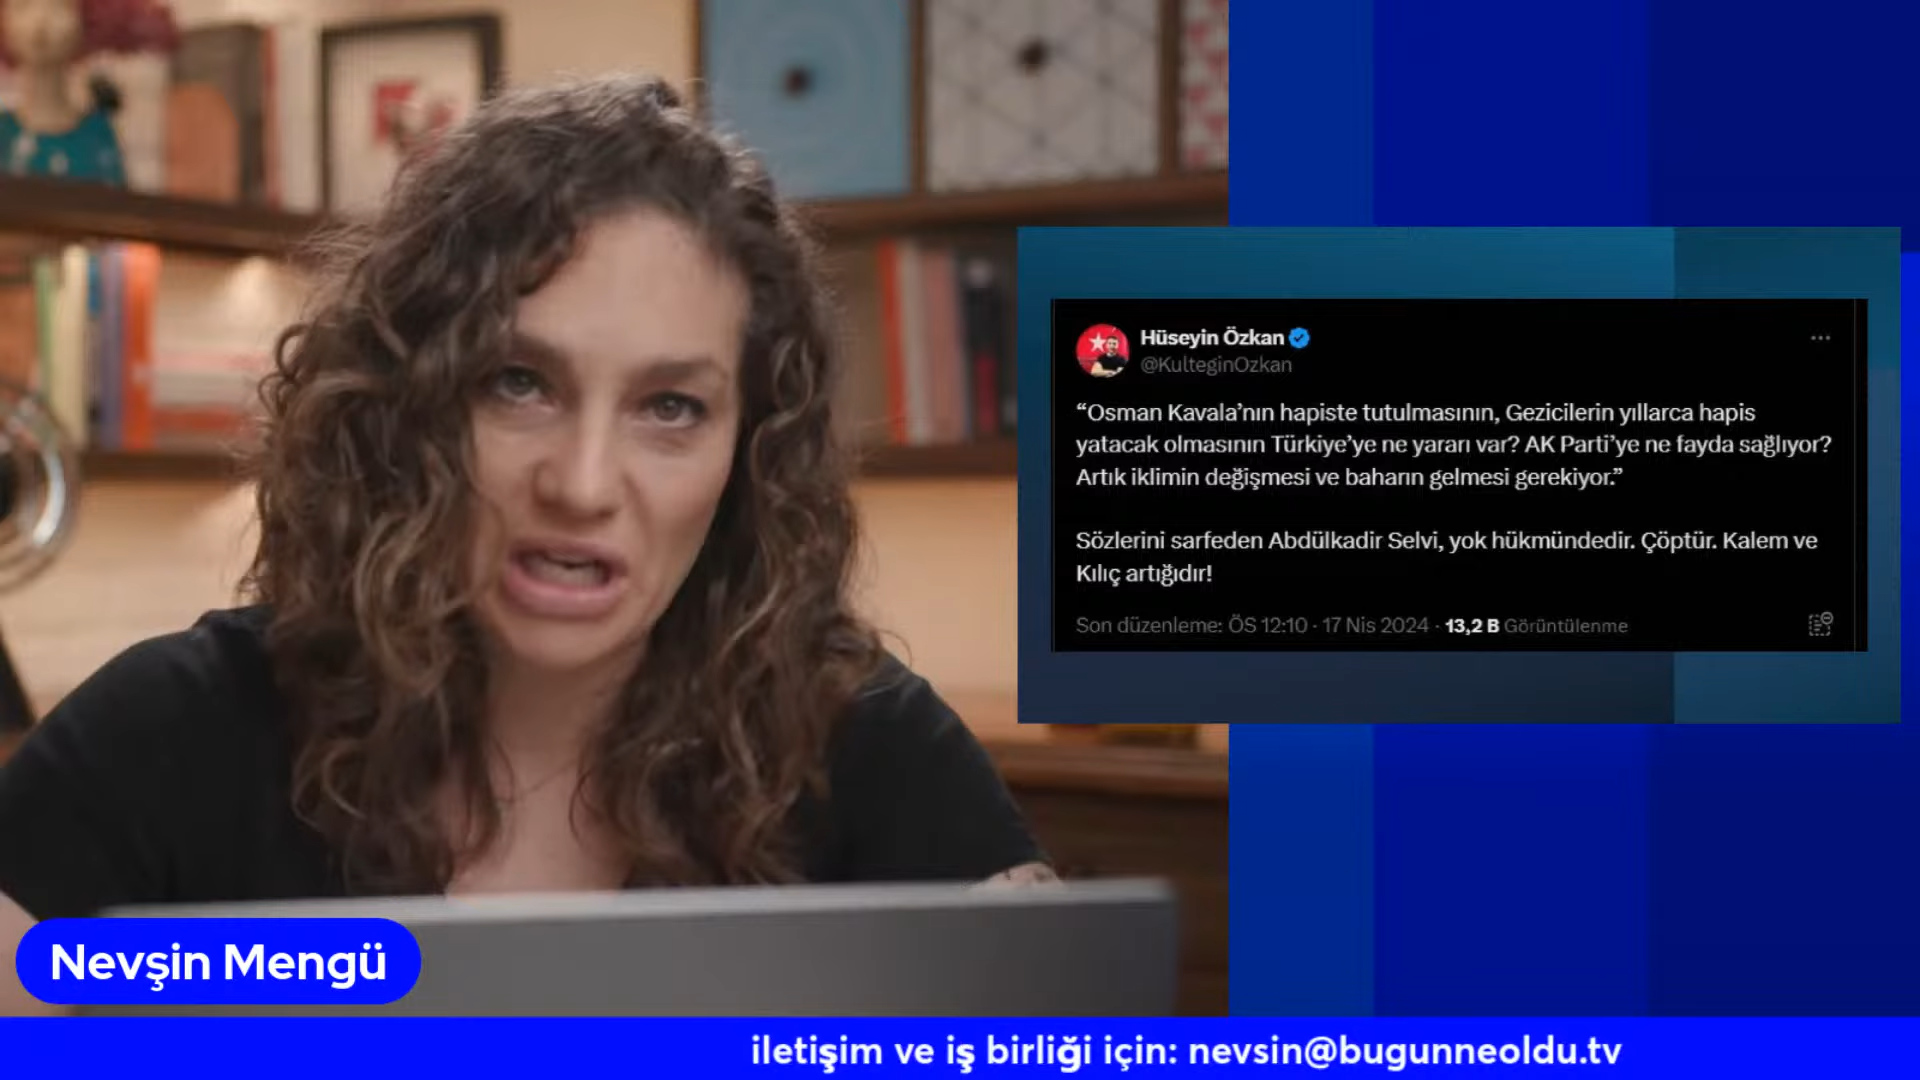 Hüseyin Özkan
@KulteginOzkan
“Osman Kavala’nın hapiste tutulmasının, Gezicilerin yıllarca hapis
yatacak olmasının Türkiye’ye ne yararı var? AK Parti’ye ne fayda sağlıyor?
Artık iklimin değişmesi ve baharın gelmesi gerekiyor.”
Sözlerini sarfeden Abdülkadir Selvi, yok hükmündedir. Çöptür. Kalem ve
Kılıç artığıdır!
Son düzenleme: ÖS 12:10 · 17 Nis 2024 · 13,2 B Görüntülenme
Nevşin Mengü
iletişim ve iş birliği için: nevsin@bugunneoldu.tv